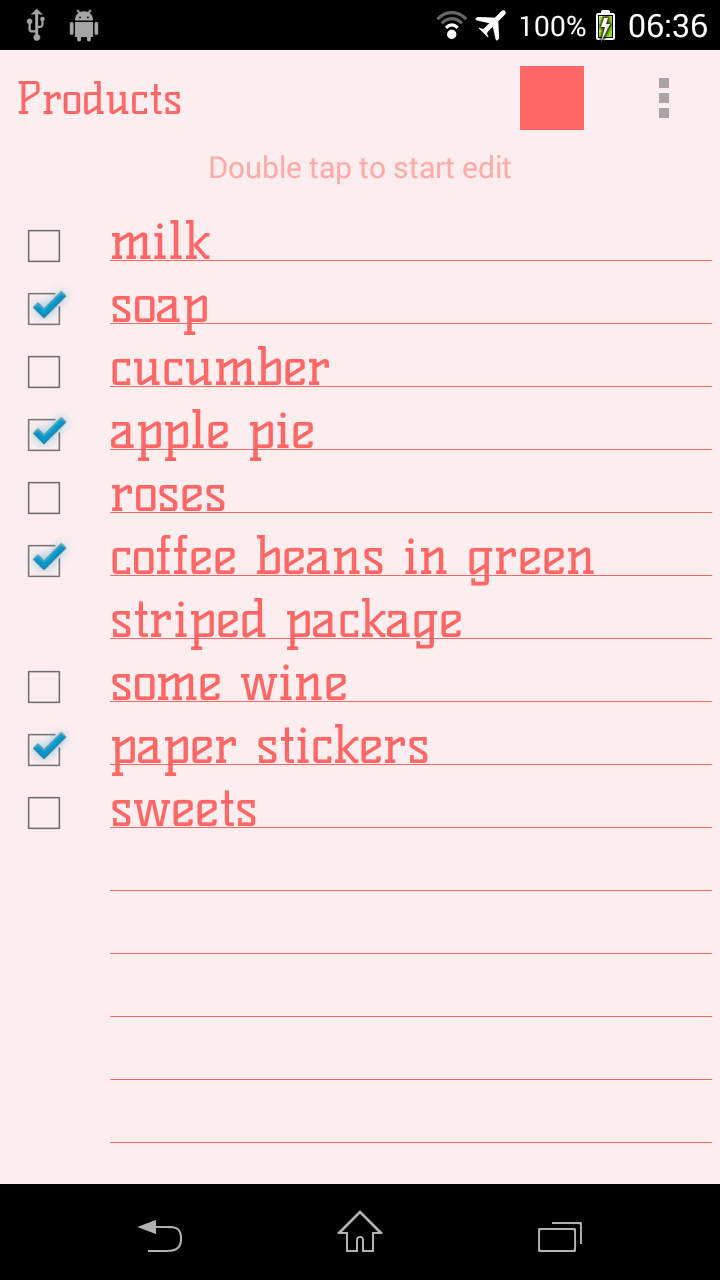 100% 06:36
Products
Double tap to start edit
milk
soap
cucumber
apple pie
roses
coffee beans in green
striped package
some wine
paper stickers
sweets